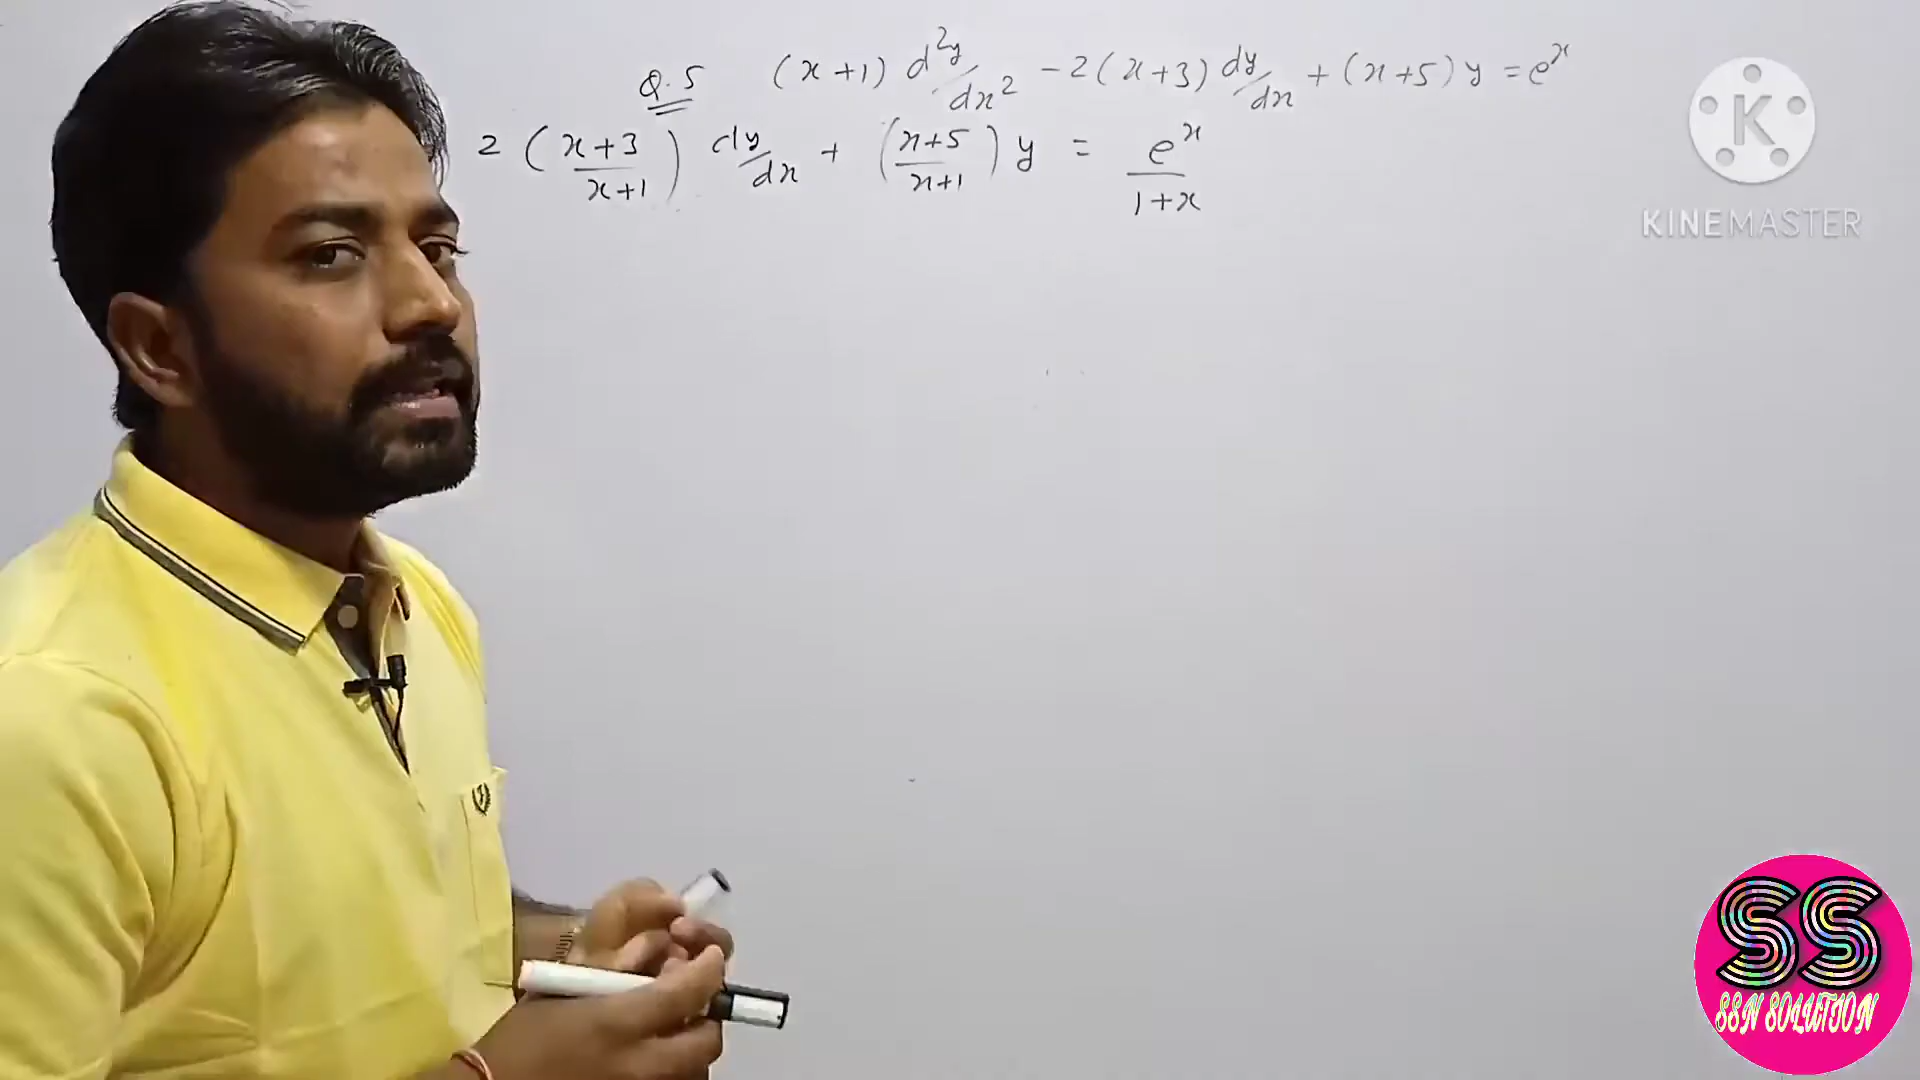 Q.5 (x+1) d²y/dx² - 2(x+3) dy/dx + (x+5) y = eˣ
2 (x+3/x+1) dy/dx + (x+5/x+1) y = eˣ/1+x
K
KINEMASTER
SS
SSN SOLUTION